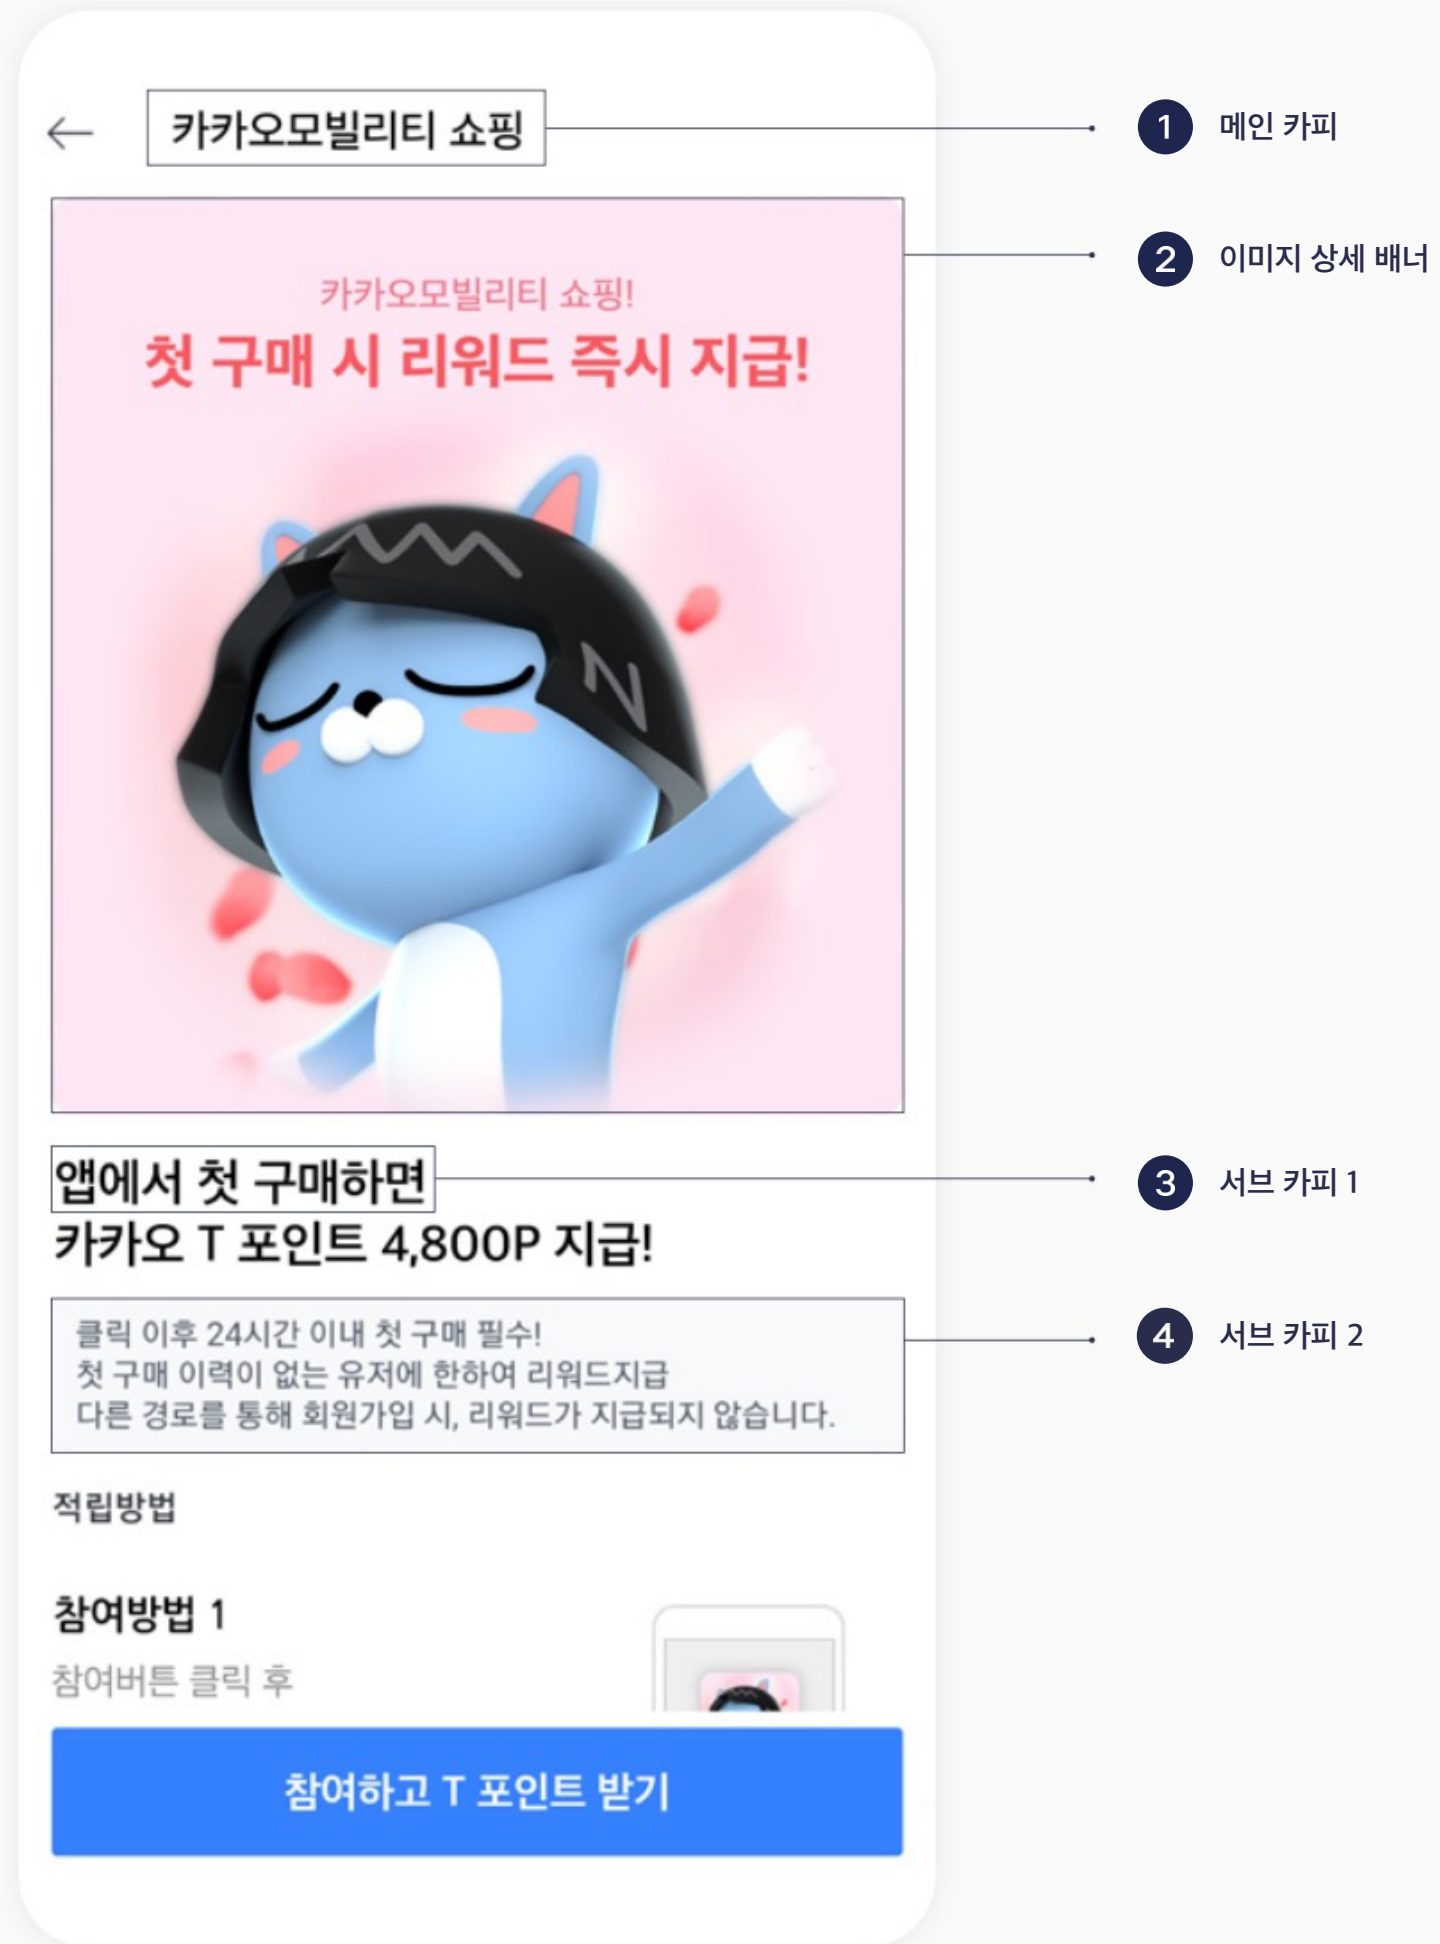 카카오모빌리티 쇼핑
1 메인 카피
2 이미지 상세 배너
카카오모빌리티 쇼핑!
첫 구매 시 리워드 즉시 지급!
N
앱에서 첫 구매하면
3 서브 카피 1
카카오 T 포인트 4,800P 지급!
클릭 이후 24시간 이내 첫 구매 필수!
첫 구매 이력이 없는 유저에 한하여 리워드지급
다른 경로를 통해 회원가입 시, 리워드가 지급되지 않습니다.
4 서브 카피 2
적립방법
참여방법 1
참여버튼 클릭 후
참여하고 T 포인트 받기